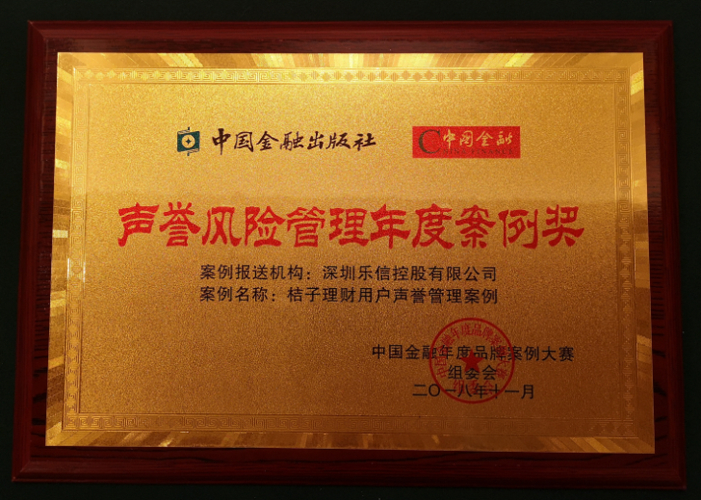 中国金融出版社 中国金融
CHINA FINANCE
声誉风险管理年度案例奖
案例报送机构：深圳乐信控股有限公司
案例名称：桔子理财用户声誉管理案例
中国金融年度品牌案例大赛
组委会
二〇一八年十一月